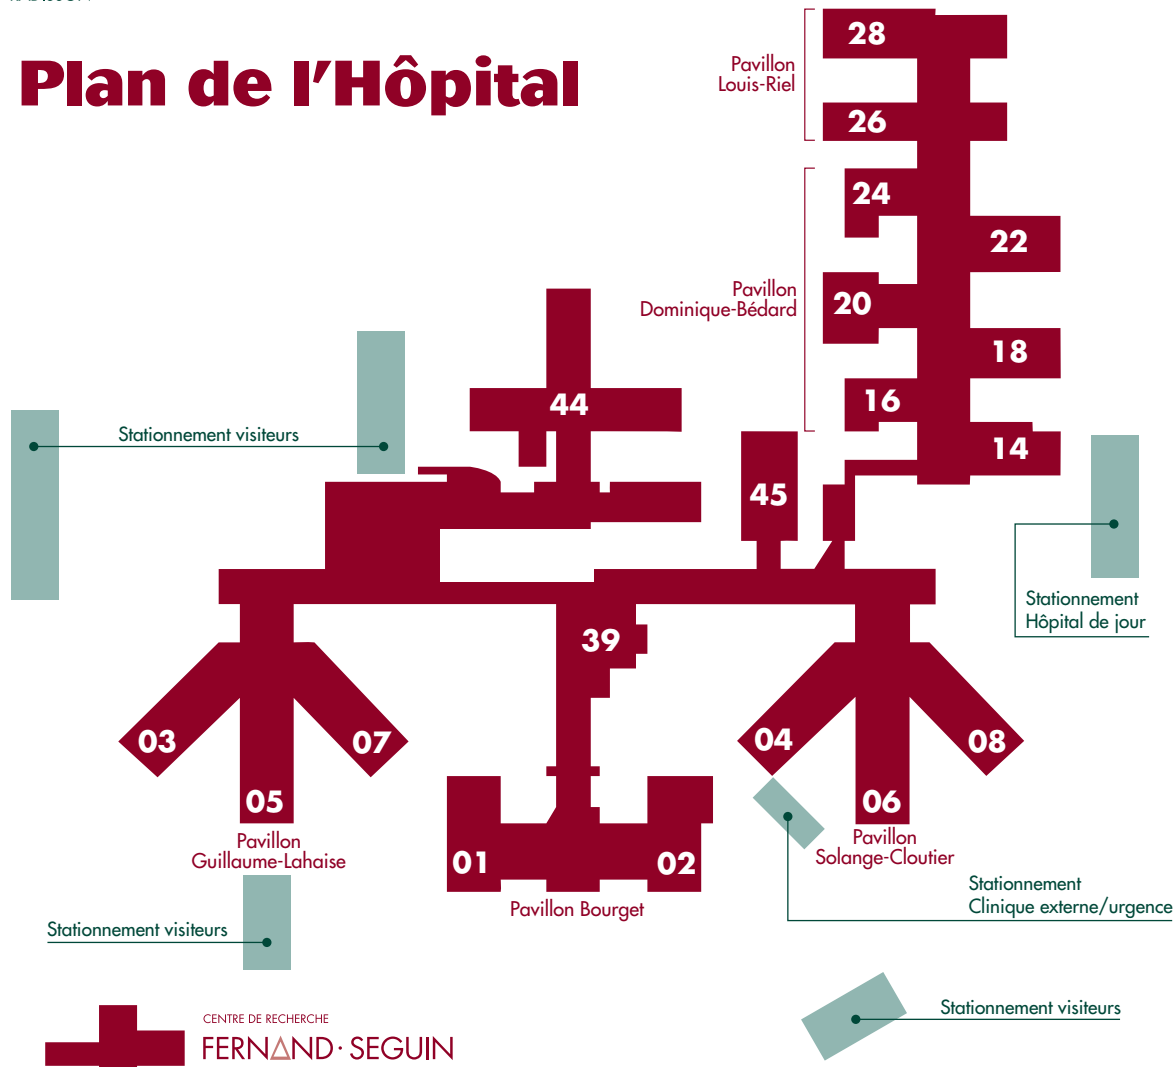 Plan de l'Hôpital
28
Pavillon
Louis-Riel
26
24
22
Pavillon
Dominique-Bédard
20
18
16
14
44
45
Stationnement visiteurs
Stationnement
Hôpital de jour
39
03
07
05
Pavillon
Guillaume-Lahaise
04
08
06
Pavillon
Solange-Cloutier
01
02
Pavillon Bourget
Stationnement
Clinique externe/urgence
Stationnement visiteurs
Stationnement visiteurs
CENTRE DE RECHERCHE
FERNAND · SEGUIN